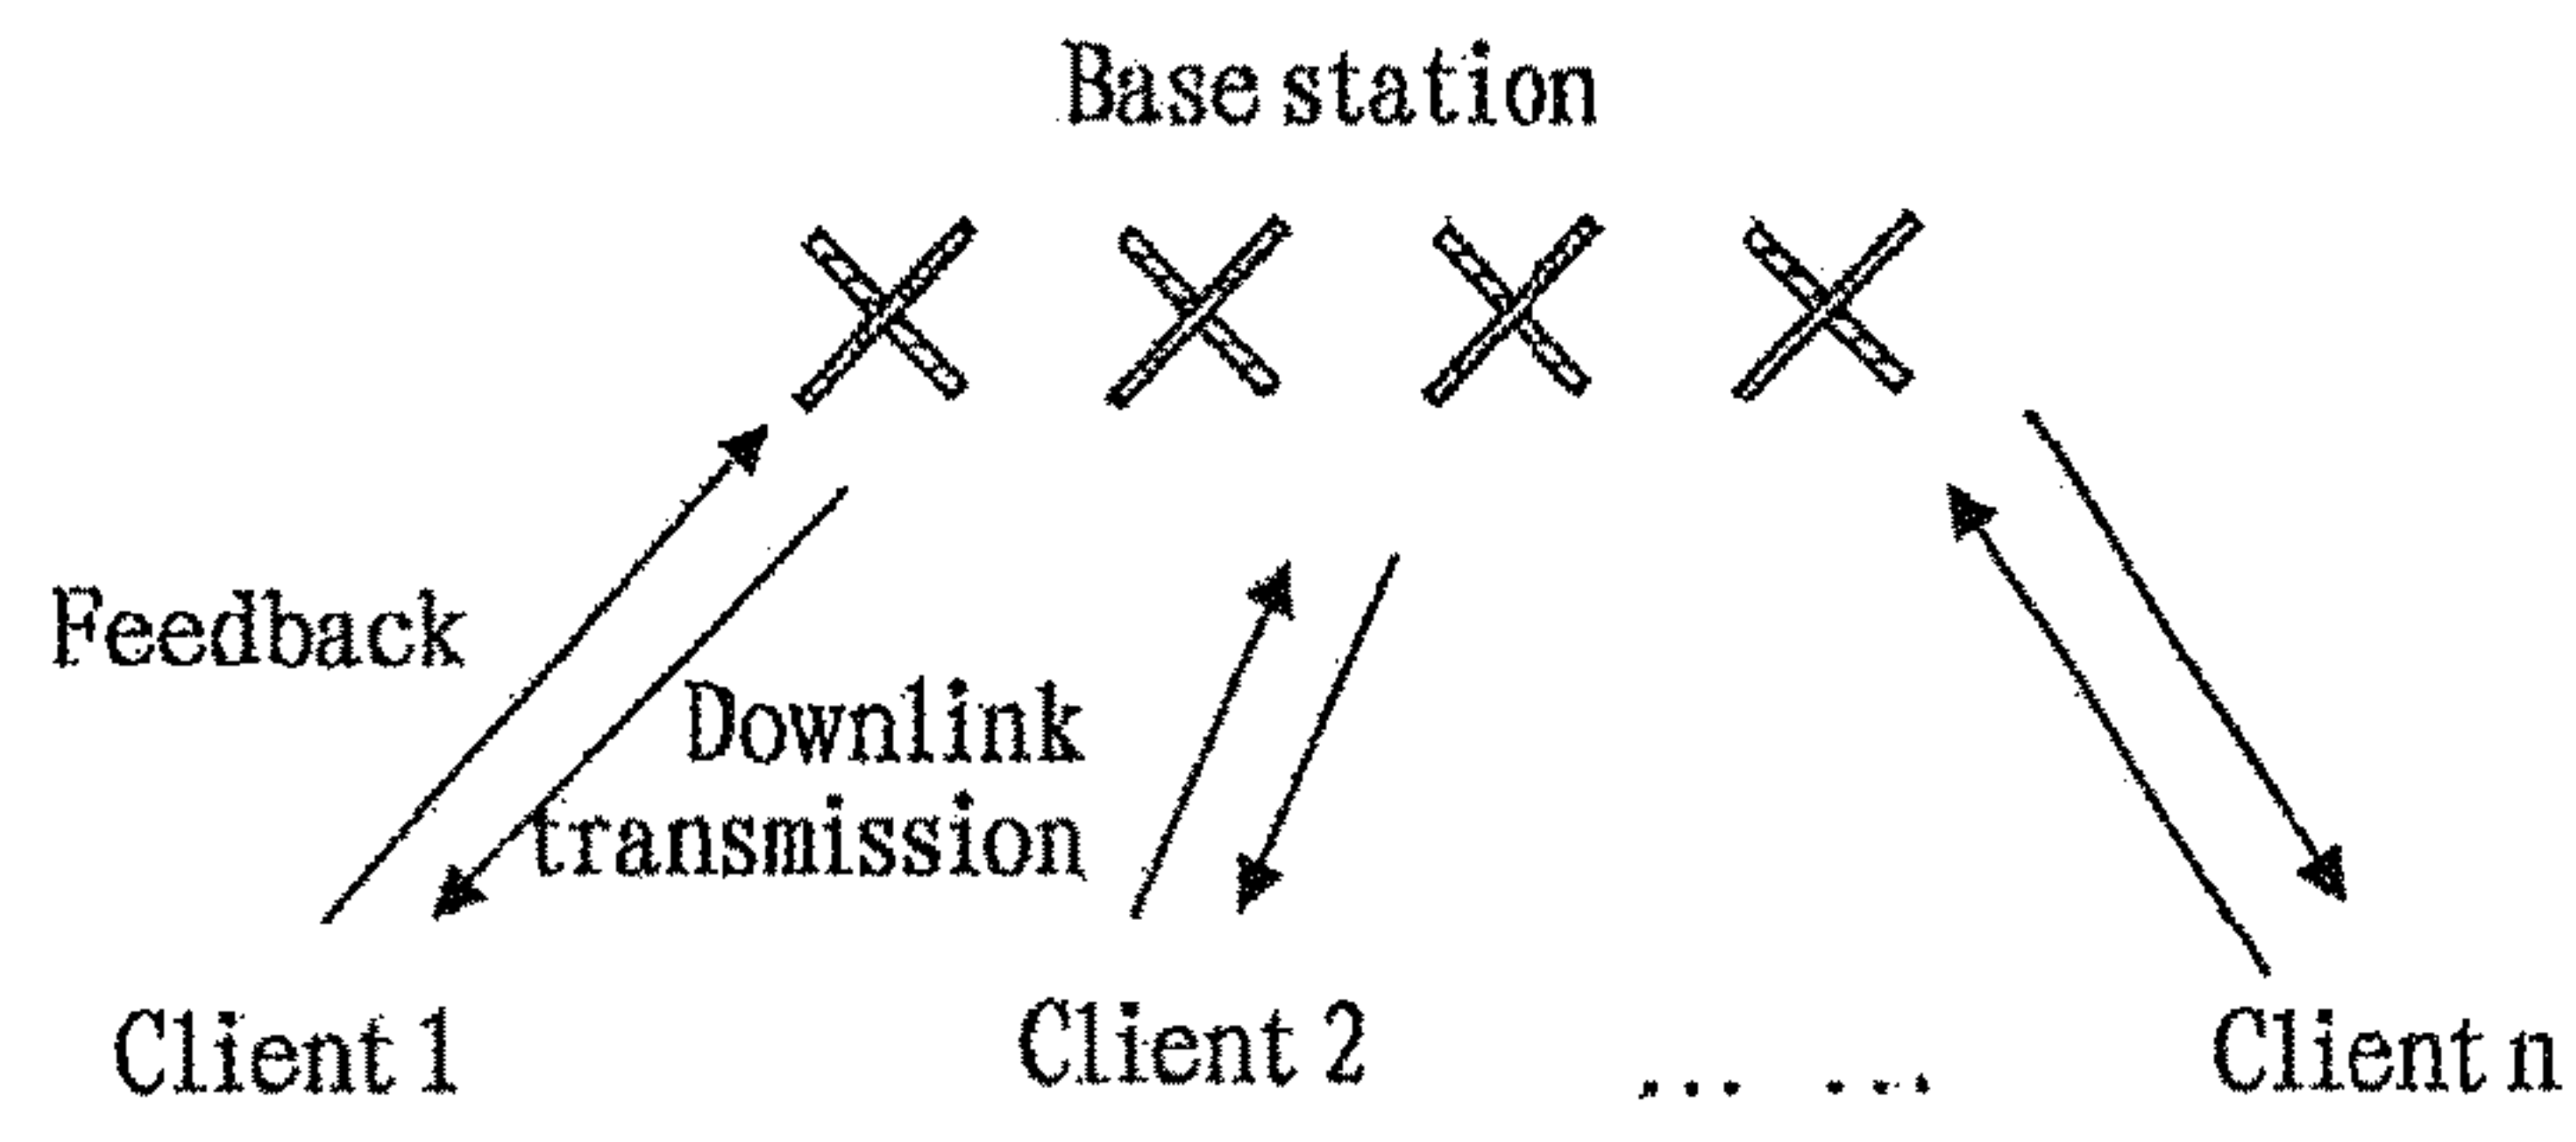 Base station
Feedback
Downlink
transmission
Client 1
Client 2
... ...
Client n